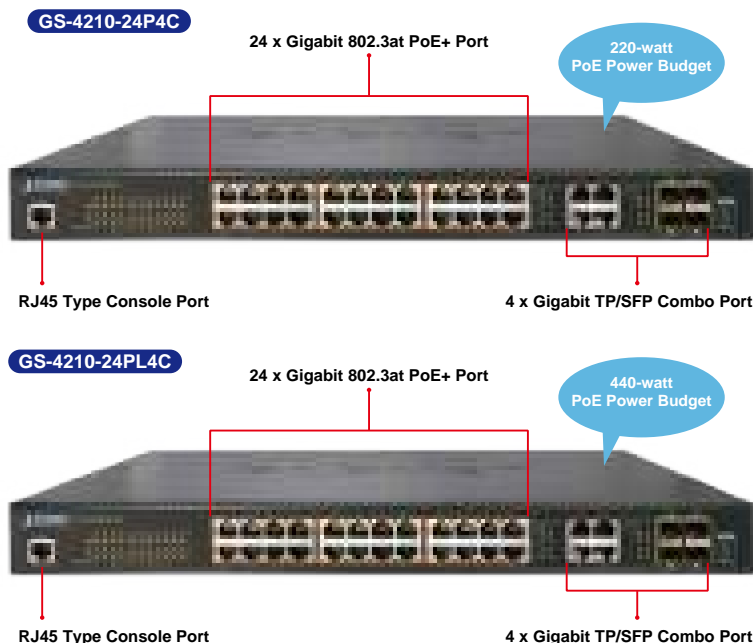 GS-4210-24P4C
24 x Gigabit 802.3at PoE+ Port
220-watt
PoE Power Budget
RJ45 Type Console Port
4 x Gigabit TP/SFP Combo Port
GS-4210-24PL4C
24 x Gigabit 802.3at PoE+ Port
440-watt
PoE Power Budget
RJ45 Type Console Port
4 x Gigabit TP/SFP Combo Port